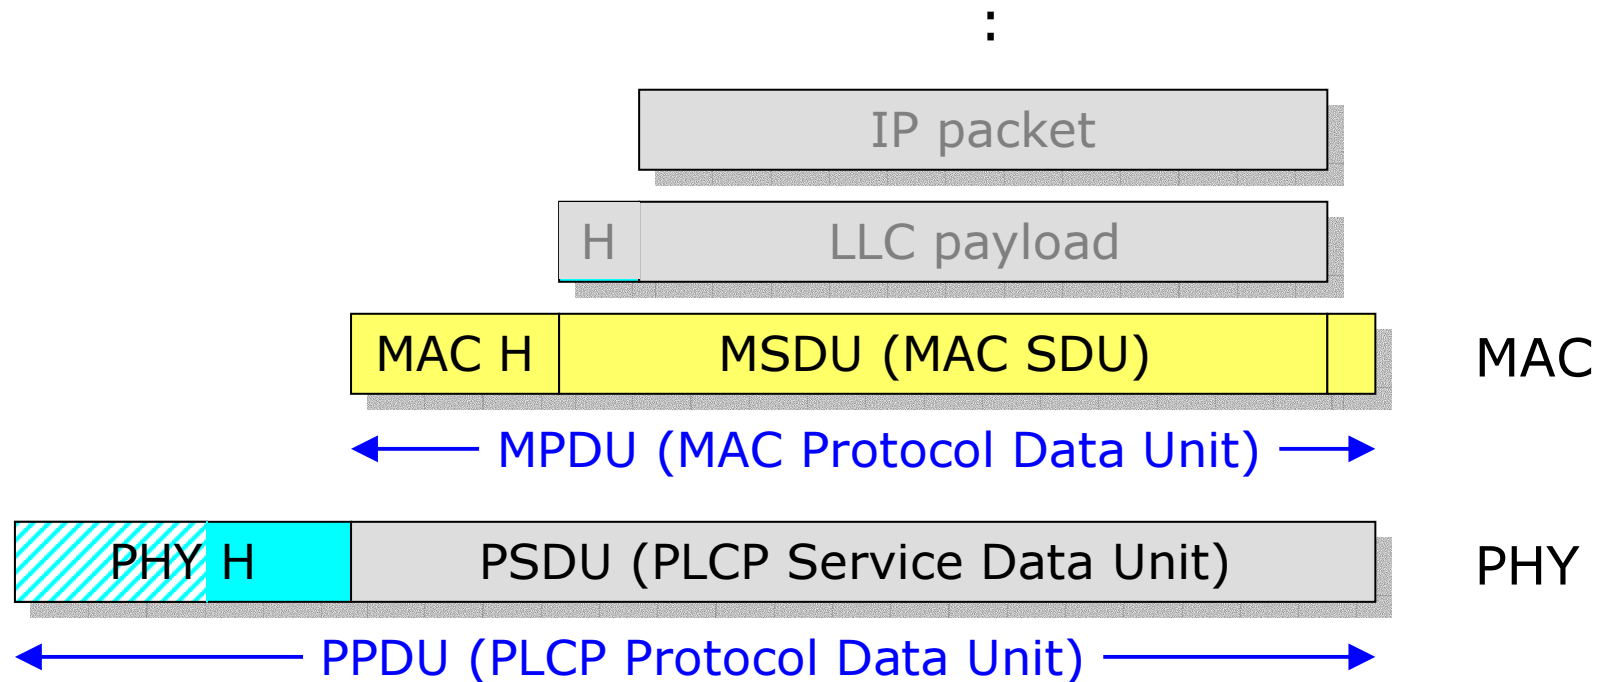 :
IP packet
H LLC payload
MAC H MSDU (MAC SDU) MAC
MPDU (MAC Protocol Data Unit)
PHY H PSDU (PLCP Service Data Unit) PHY
PPDU (PLCP Protocol Data Unit)